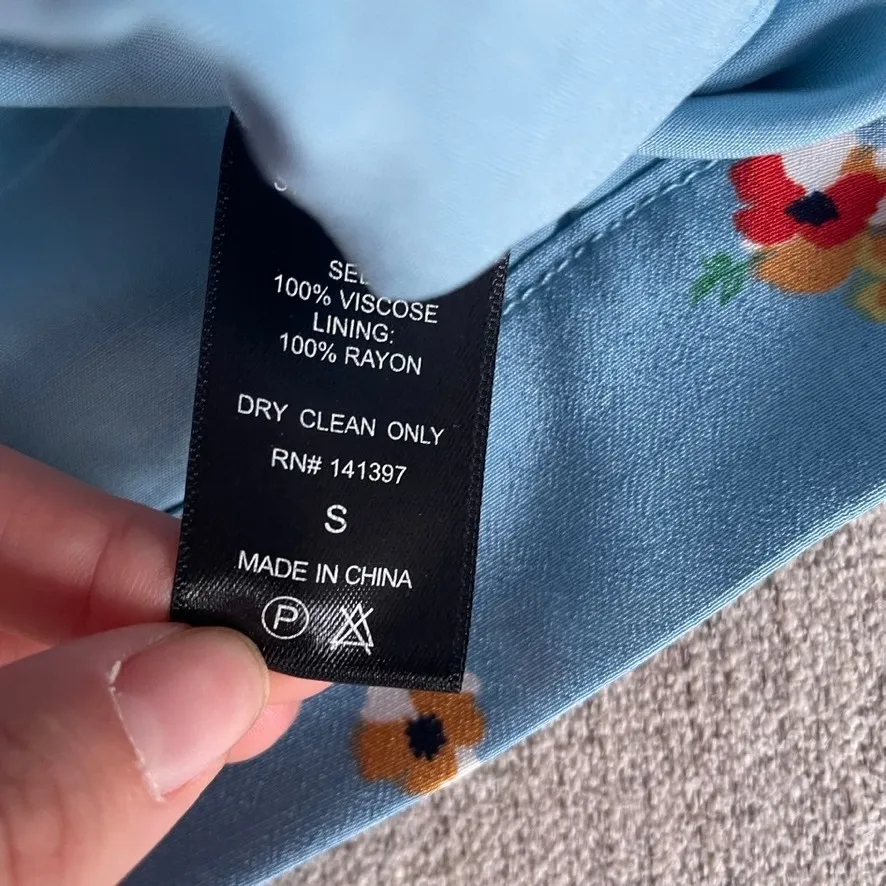 100% VISCOSE
LINING:
100% RAYON
DRY CLEAN ONLY
RN# 141397
S
MADE IN CHINA
P